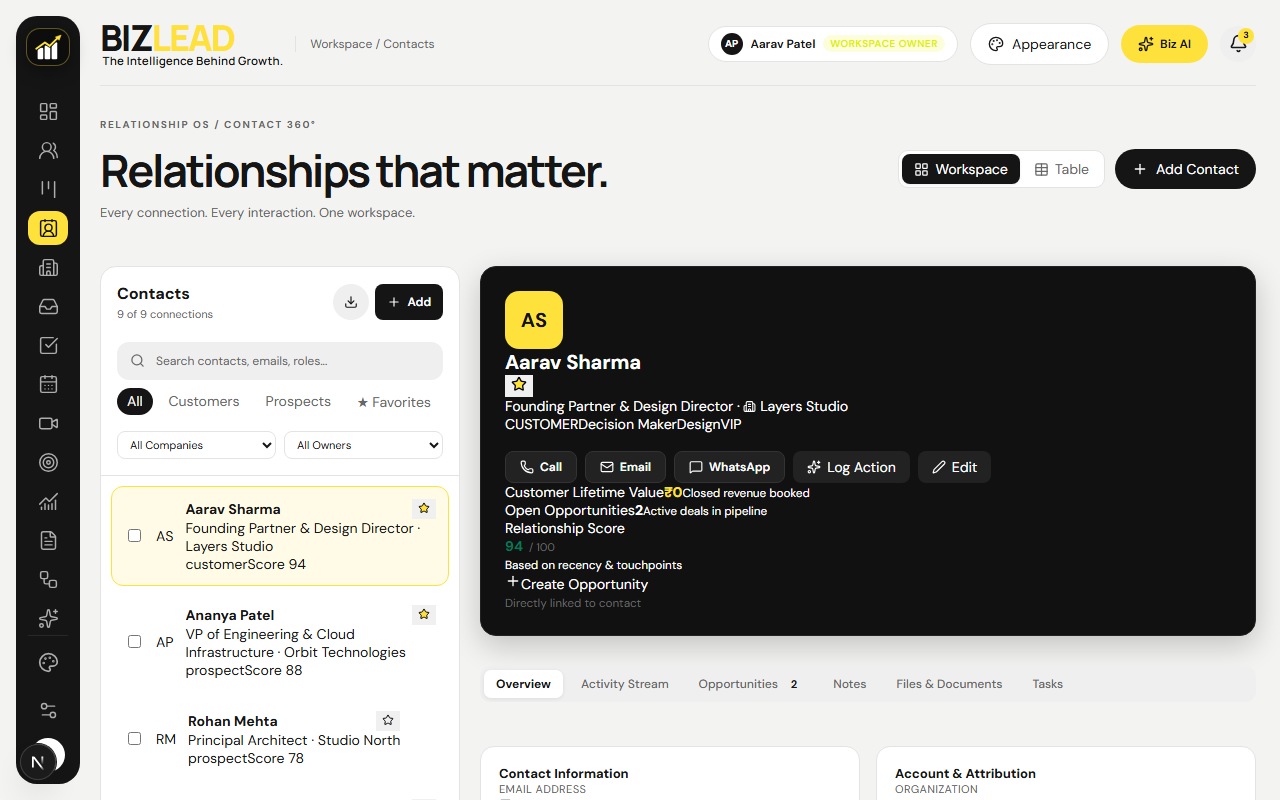 BIZLEAD
The Intelligence Behind Growth.
Workspace / Contacts
AP Aarav Patel WORKSPACE OWNER
Appearance
Biz AI
3
RELATIONSHIP OS / CONTACT 360°
Relationships that matter.
Every connection. Every interaction. One workspace.
Workspace
Table
+ Add Contact
Contacts
9 of 9 connections
+ Add
Search contacts, emails, roles...
All Customers Prospects ★ Favorites
All Companies All Owners
AS
Aarav Sharma
Founding Partner & Design Director ·
Layers Studio
customerScore 94
AP
Ananya Patel
VP of Engineering & Cloud
Infrastructure · Orbit Technologies
prospectScore 88
RM
Rohan Mehta
Principal Architect · Studio North
prospectScore 78
N
AS
Aarav Sharma
Founding Partner & Design Director · Layers Studio
CUSTOMERDecision MakerDesignVIP
Call Email WhatsApp Log Action Edit
Customer Lifetime Value₹0Closed revenue booked
Open Opportunities2Active deals in pipeline
Relationship Score
94 / 100
Based on recency & touchpoints
+Create Opportunity
Directly linked to contact
Overview Activity Stream Opportunities 2 Notes Files & Documents Tasks
Contact Information
EMAIL ADDRESS
Account & Attribution
ORGANIZATION